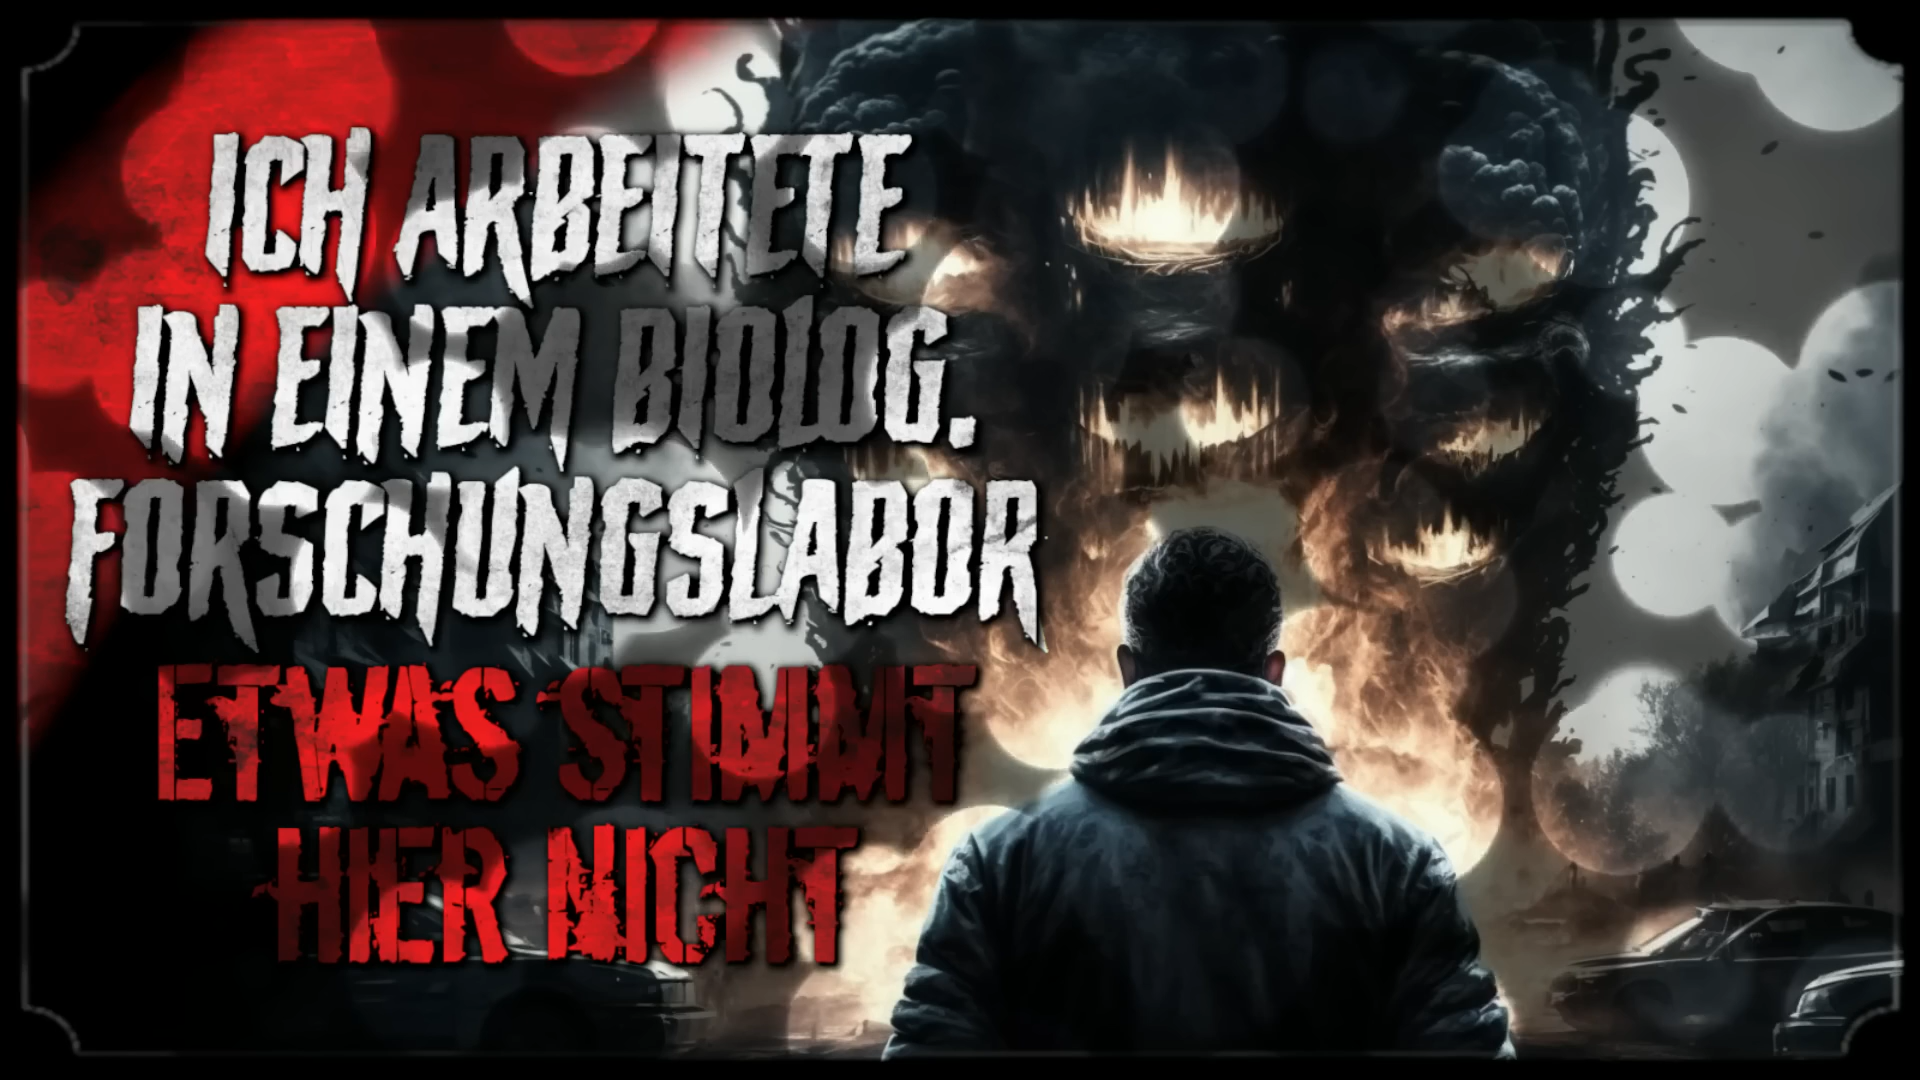 ICH ARBEITETE
IN EINEM BIOLOG.
FORSCHUNGSLABOR
ETWAS STIMMT
HIER NICHT